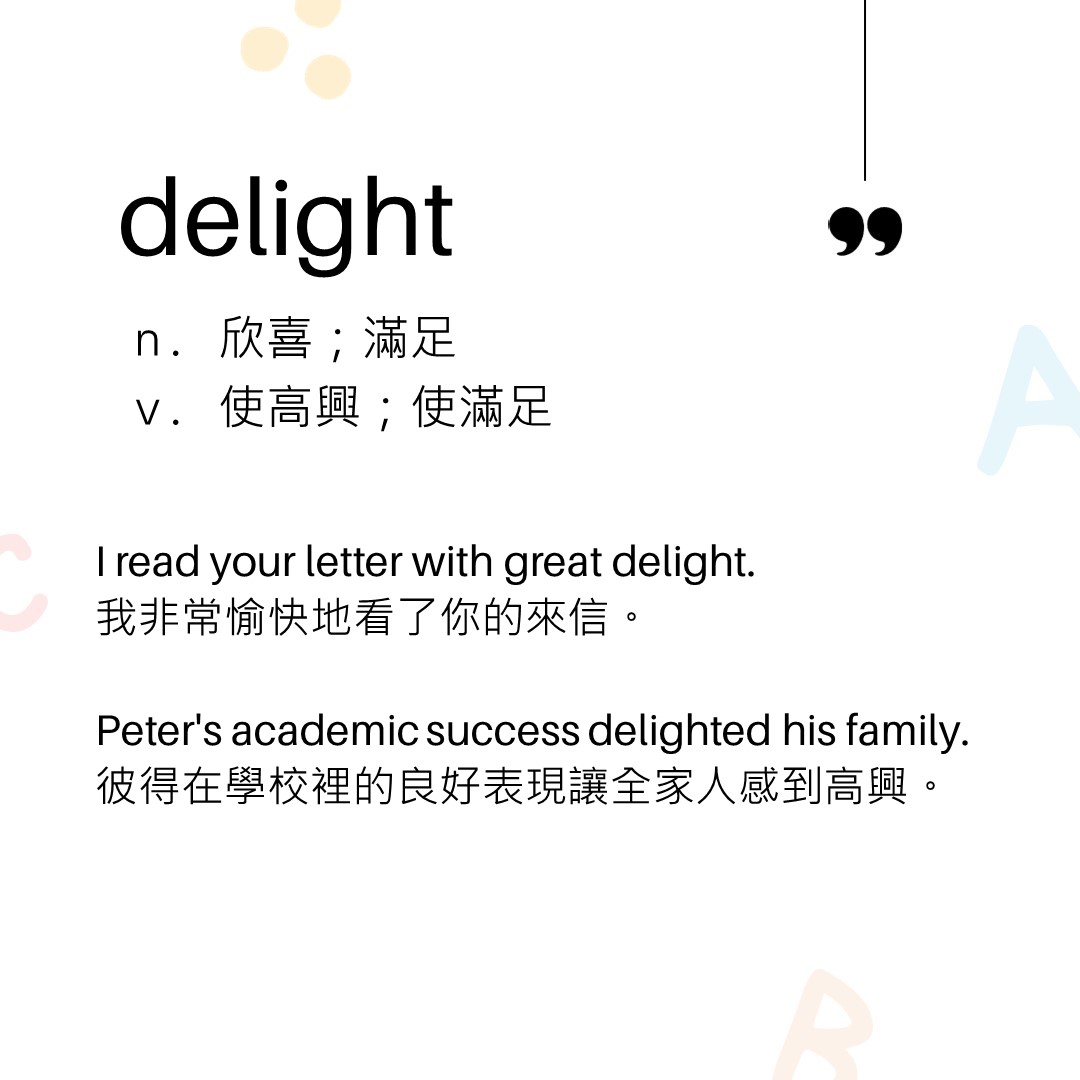 delight
n. 欣喜；滿足
v. 使高興；使滿足
I read your letter with great delight.
我非常愉快地看了你的來信。
Peter's academic success delighted his family.
彼得在學校裡的良好表現讓全家人感到高興。
A
C
B